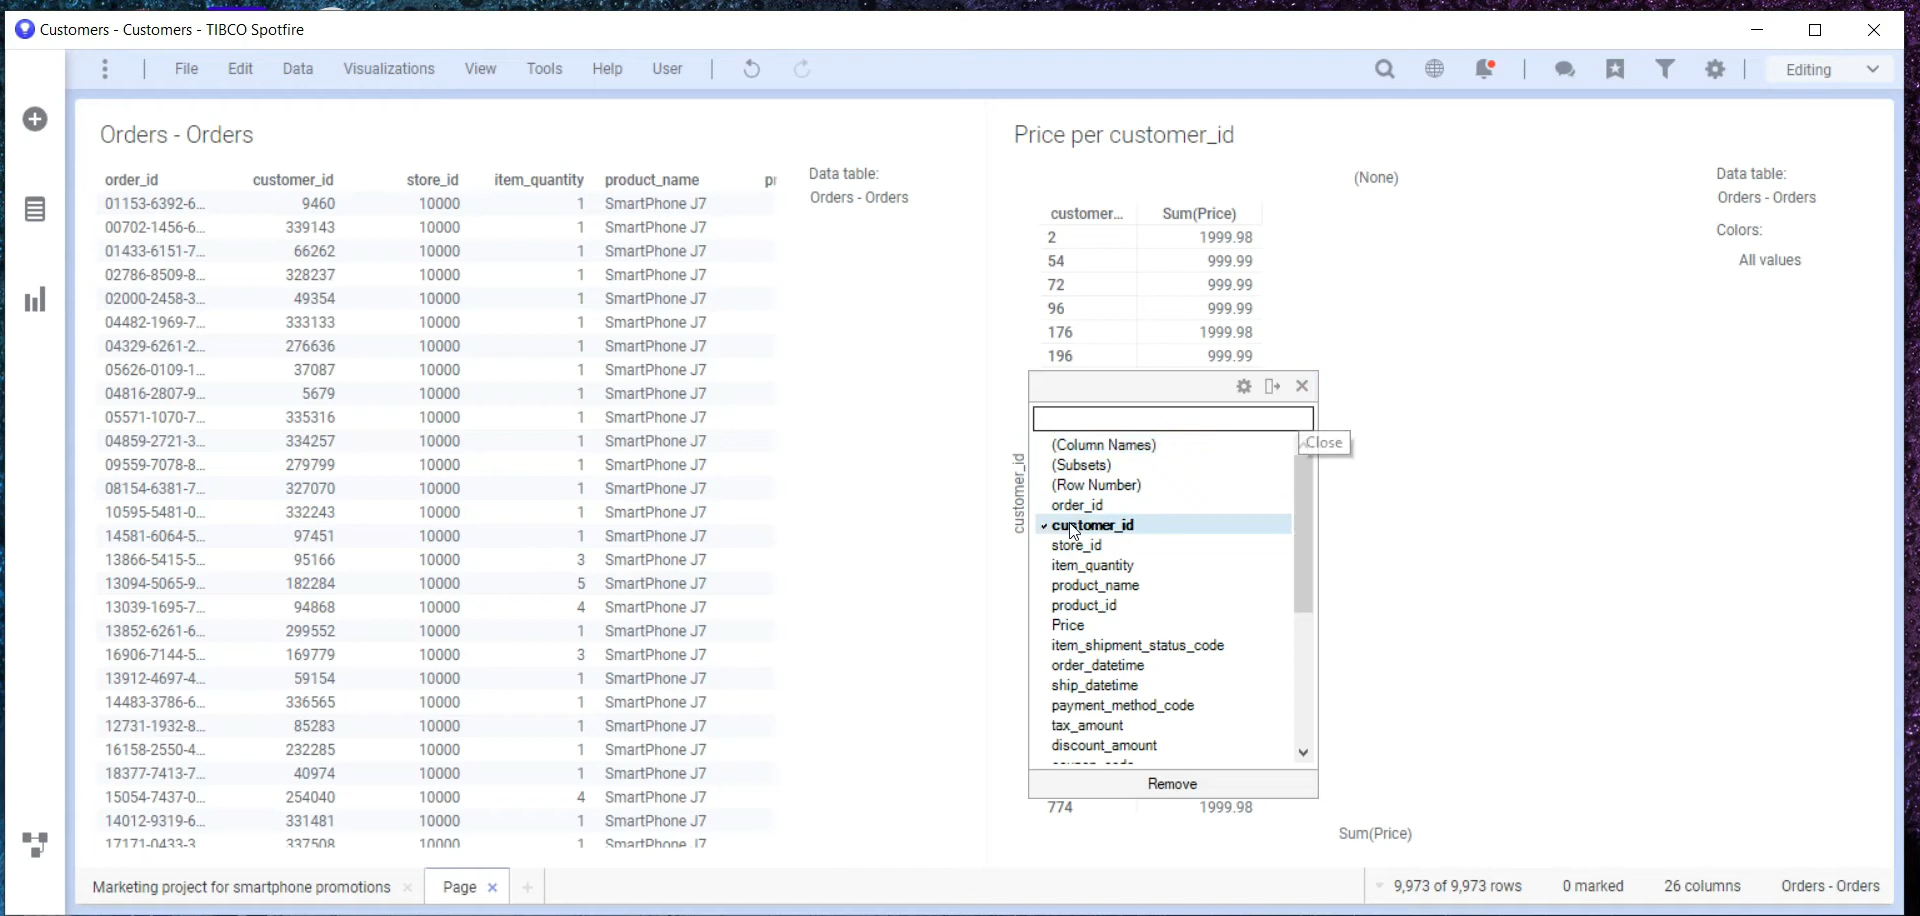 Customers - Customers - TIBCO Spotfire
File Edit Data Visualizations View Tools Help User Editing
Orders - Orders
order_id customer_id store_id item_quantity product_name
01153-6392-6... 9460 10000 1 SmartPhone J7
00702-1456-6... 339143 10000 1 SmartPhone J7
01433-6151-7... 66262 10000 1 SmartPhone J7
02786-8509-8... 328237 10000 1 SmartPhone J7
02000-2458-3... 49354 10000 1 SmartPhone J7
04482-1969-7... 333133 10000 1 SmartPhone J7
04329-6261-2... 276636 10000 1 SmartPhone J7
05626-0109-1... 37087 10000 1 SmartPhone J7
04816-2807-9... 5679 10000 1 SmartPhone J7
05571-1070-7... 335316 10000 1 SmartPhone J7
04859-2721-3... 334257 10000 1 SmartPhone J7
09559-7078-8... 279799 10000 1 SmartPhone J7
08154-6381-7... 327070 10000 1 SmartPhone J7
10595-5481-0... 332243 10000 1 SmartPhone J7
14581-6064-5... 97451 10000 1 SmartPhone J7
13866-5415-5... 95166 10000 3 SmartPhone J7
13094-5065-9... 182284 10000 5 SmartPhone J7
13039-1695-7... 94868 10000 4 SmartPhone J7
13852-6261-6... 299552 10000 1 SmartPhone J7
16906-7144-5... 169779 10000 3 SmartPhone J7
13912-4697-4... 59154 10000 1 SmartPhone J7
14483-3786-6... 336565 10000 1 SmartPhone J7
12731-1932-8... 85283 10000 1 SmartPhone J7
16158-2550-4... 232285 10000 1 SmartPhone J7
18377-7413-7... 40974 10000 1 SmartPhone J7
15054-7437-0... 254040 10000 4 SmartPhone J7
14012-9319-6... 331481 10000 1 SmartPhone J7
17171-0433-3 337508 10000 1 SmartPhone J7
Data table:
Orders - Orders
Price per customer_id
(None)
customer... Sum(Price)
2 1999.98
54 999.99
72 999.99
96 999.99
176 1999.98
196 999.99
Close
(Column Names)
(Subsets)
(Row Number)
order_id
customer_id
store_id
item_quantity
product_name
product_id
Price
item_shipment_status_code
order_datetime
ship_datetime
payment_method_code
tax_amount
discount_amount
Remove
774 1999.98
customer_id
Sum(Price)
Data table:
Orders - Orders
Colors:
All values
Marketing project for smartphone promotions Page
9,973 of 9,973 rows 0 marked 26 columns Orders - Orders